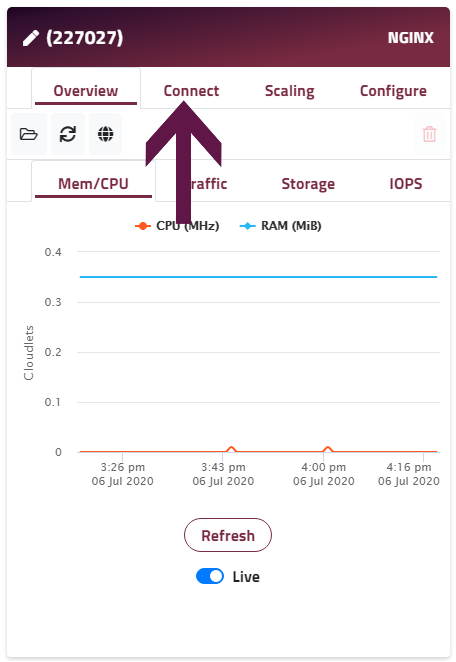 (227027) NGINX
Overview Connect Scaling Configure
Mem/CPU raffic Storage IOPS
CPU (MHz) RAM (MiB)
0.4
0.3
0.2
0.1
0
Cloudlets
3:26 pm 3:43 pm 4:00 pm 4:16 pm
06 Jul 2020 06 Jul 2020 06 Jul 2020 06 Jul 2020
Refresh
Live